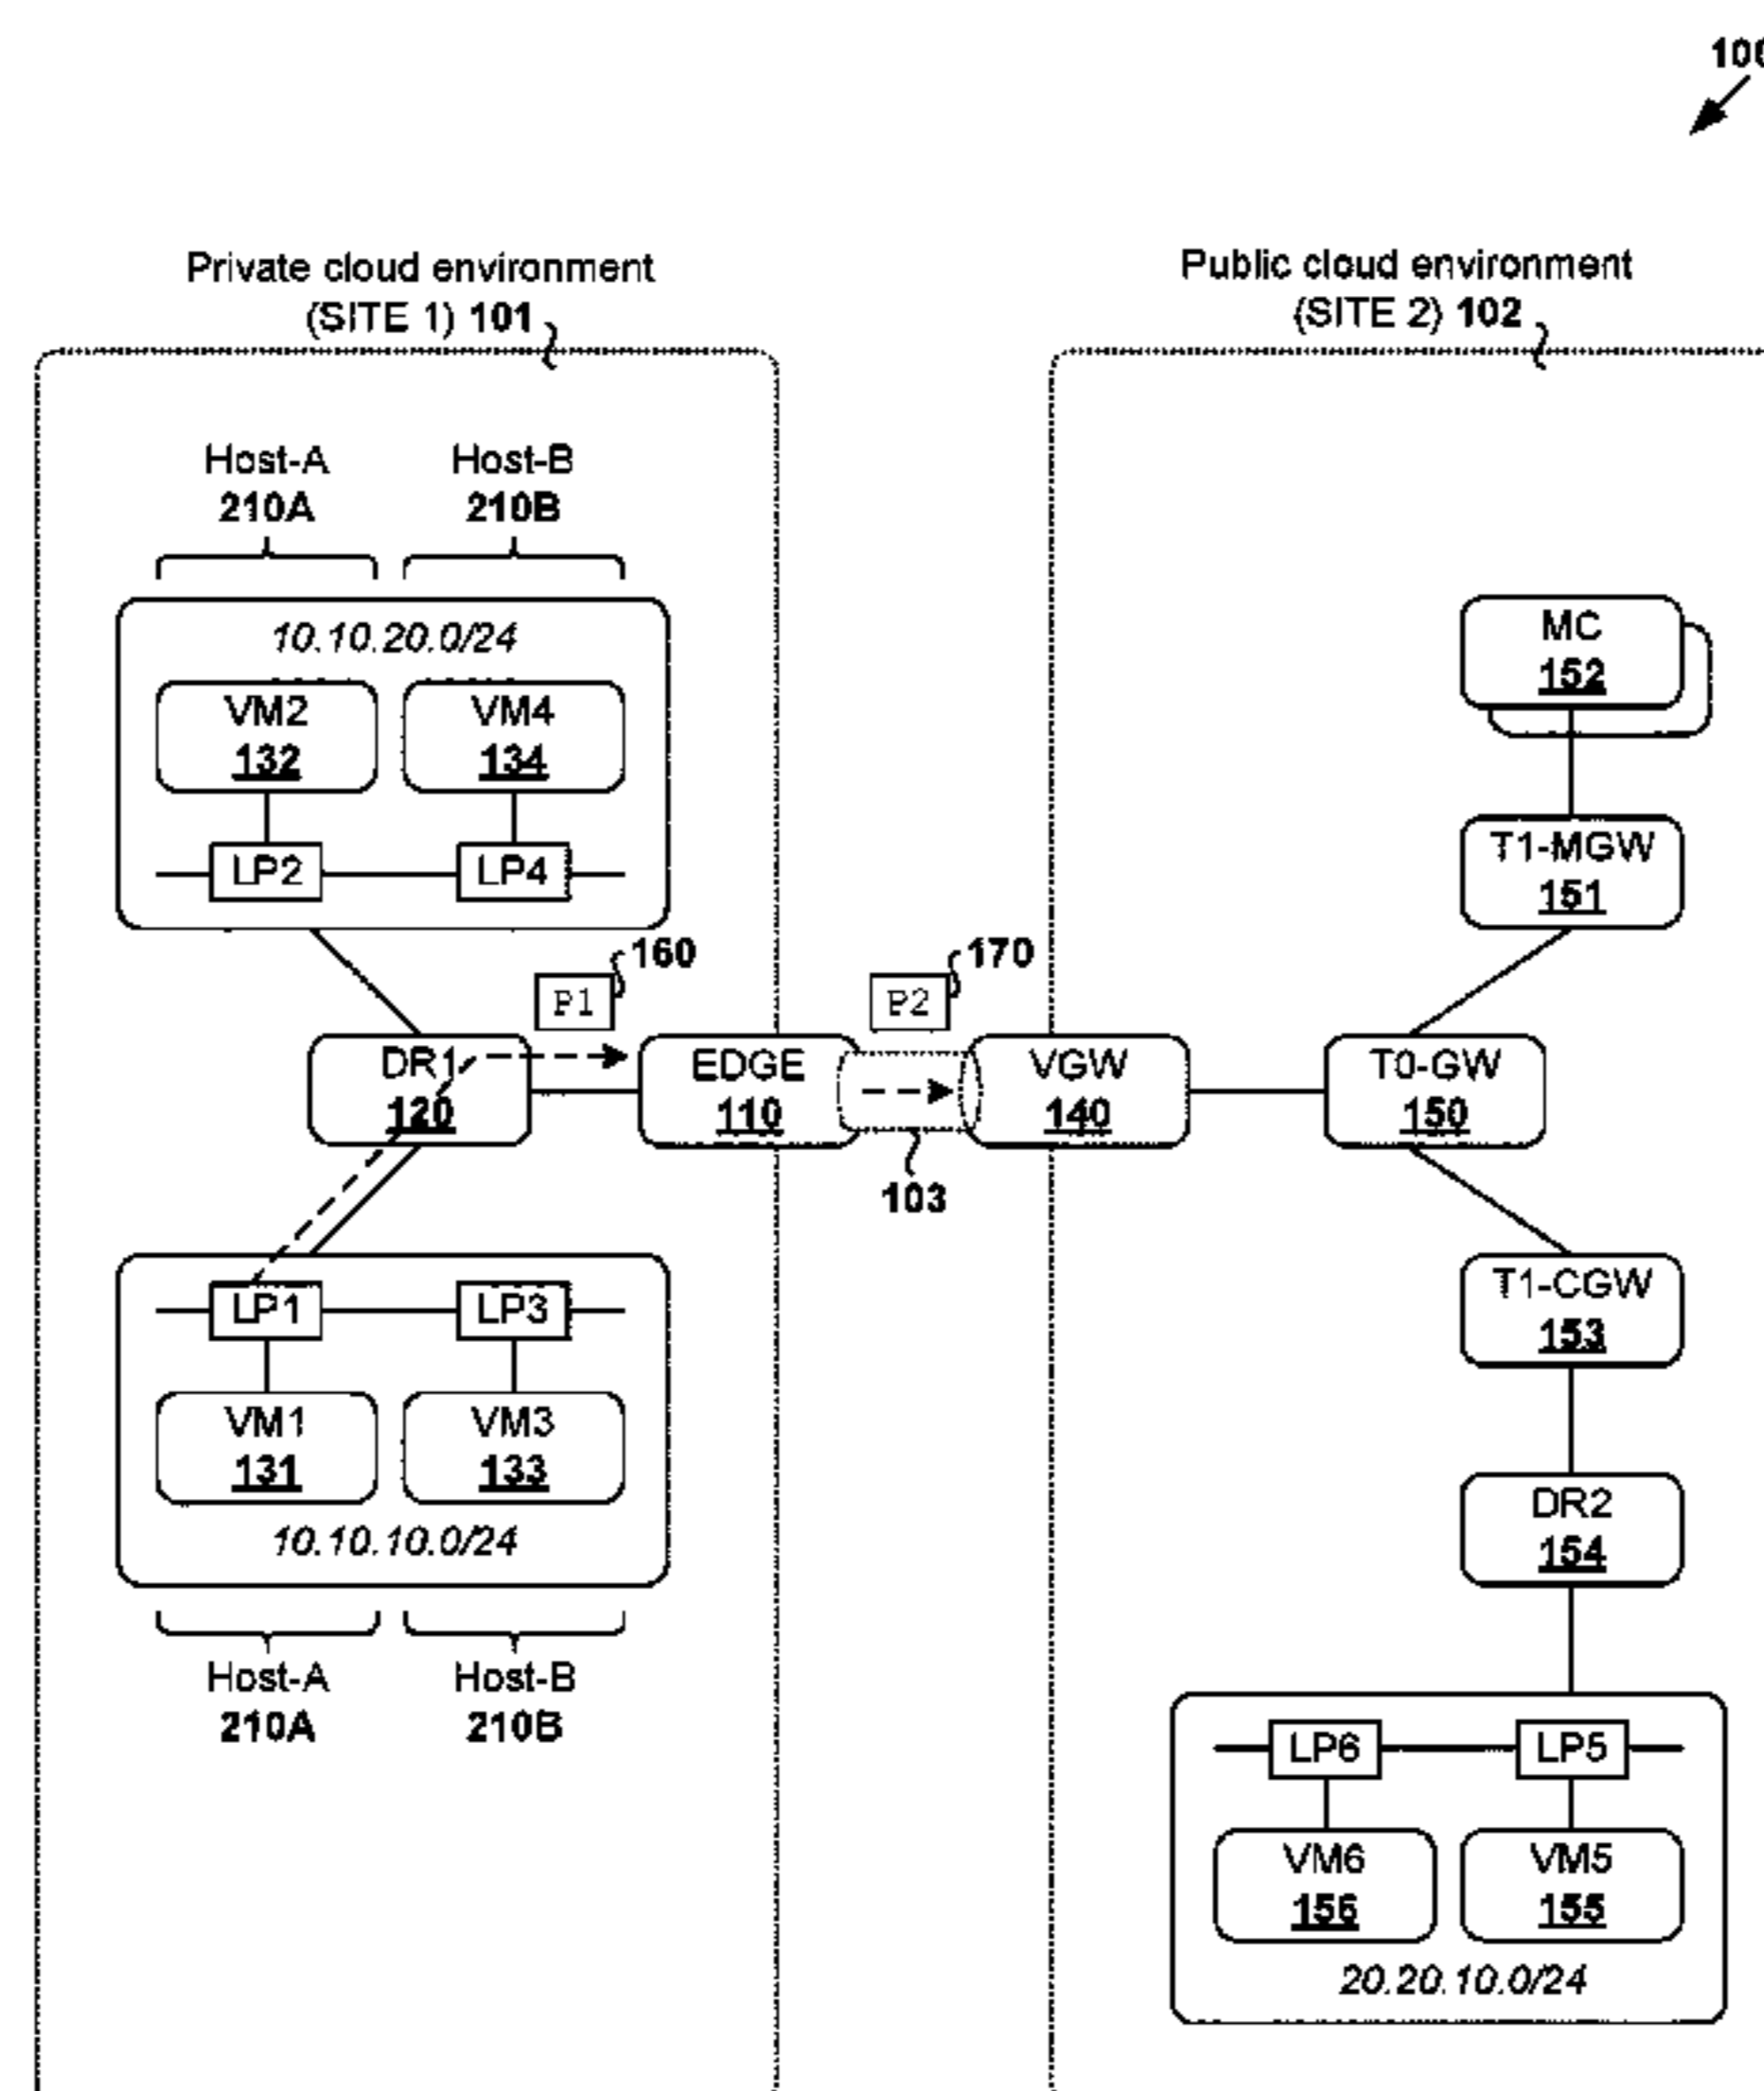 100
Private cloud environment
(SITE 1) 101
Public cloud environment
(SITE 2) 102
Host-A
210A
Host-B
210B
10.10.20.0/24
VM2
132
VM4
134
LP2
LP4
MC
152
T1-MGW
151
P1
160
P2
170
DR1
120
EDGE
110
VGW
140
T0-GW
150
103
LP1
LP3
VM1
131
VM3
133
10.10.10.0/24
Host-A
210A
Host-B
210B
T1-CGW
153
DR2
154
LP6
LP5
VM6
156
VM5
155
20.20.10.0/24